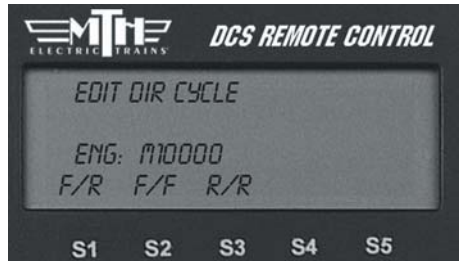 MTH
ELECTRIC TRAINS
DCS REMOTE CONTROL
EDIT DIR CYCLE
ENG: M10000
F/R F/F R/R
S1 S2 S3 S4 S5